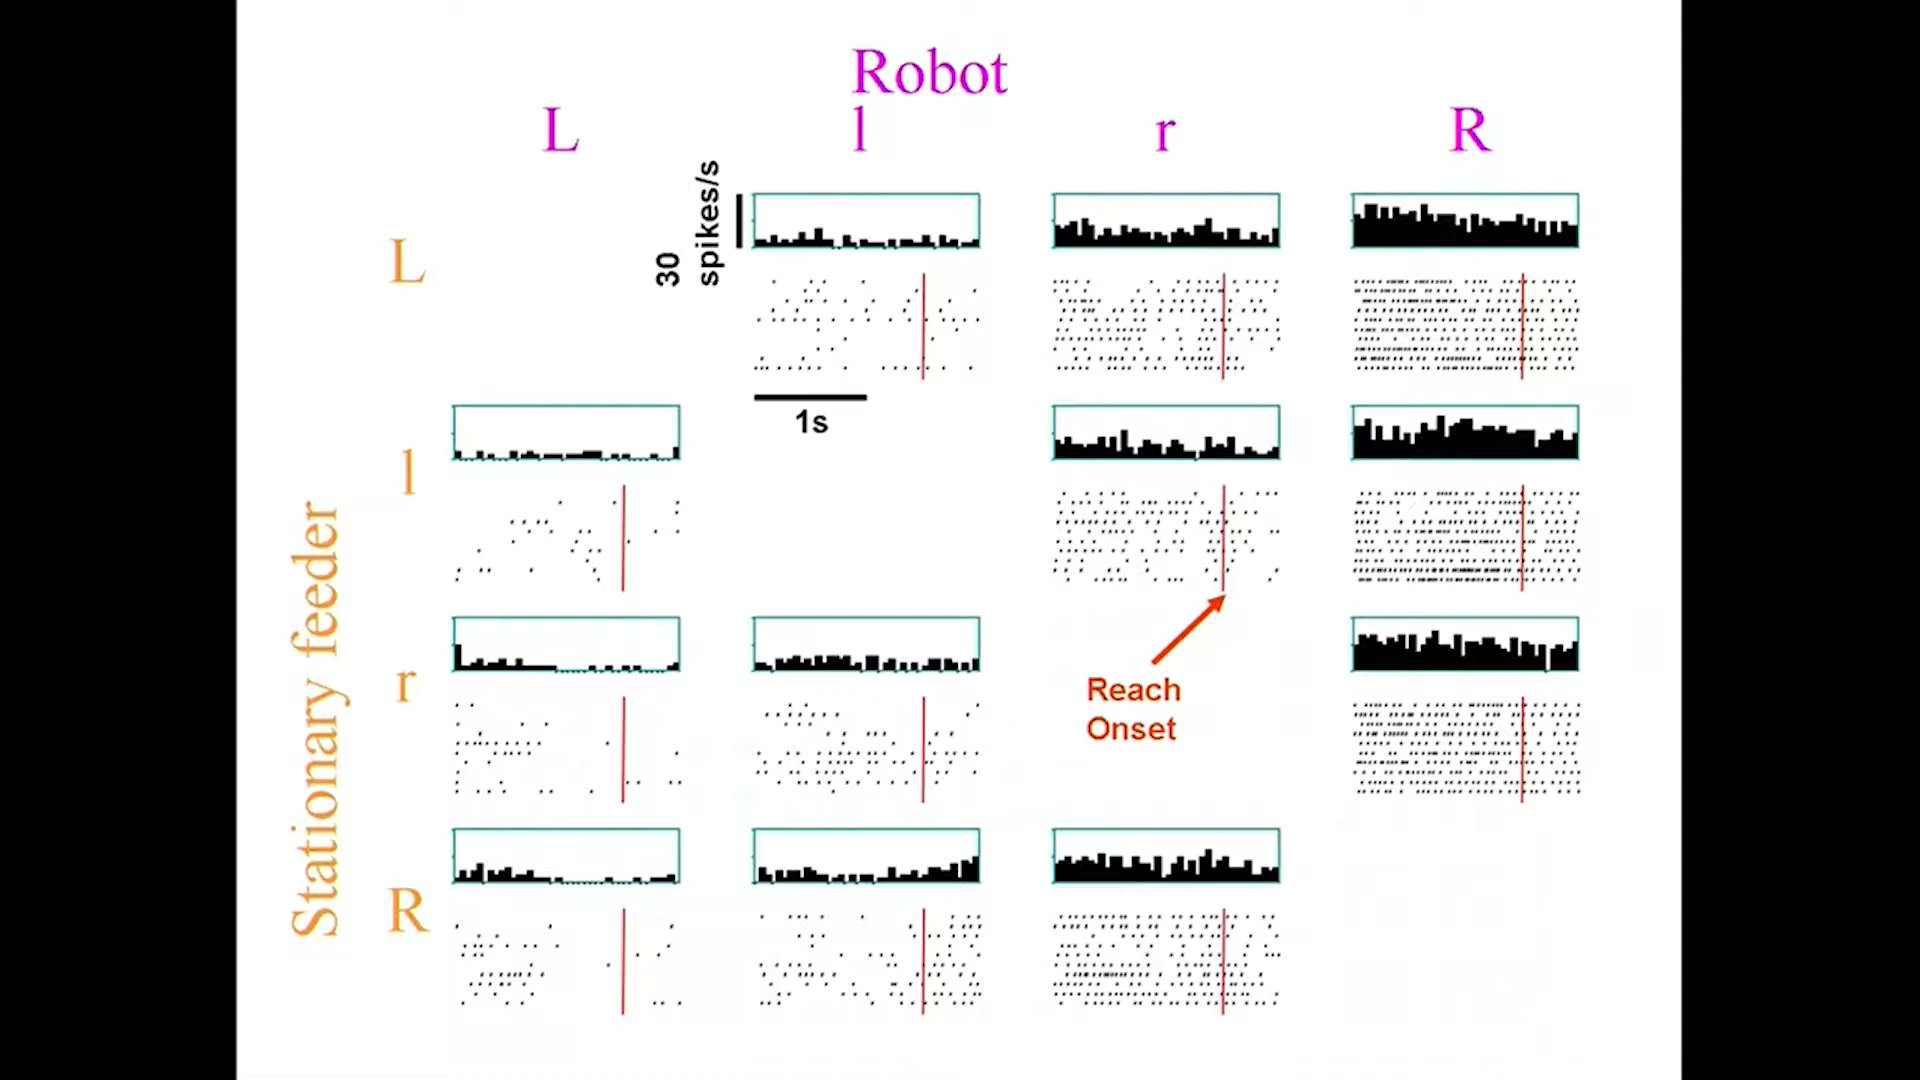 Robot
L l r R
30
spikes/s
L
1s
l
Stationary feeder
r
Reach
Onset
R